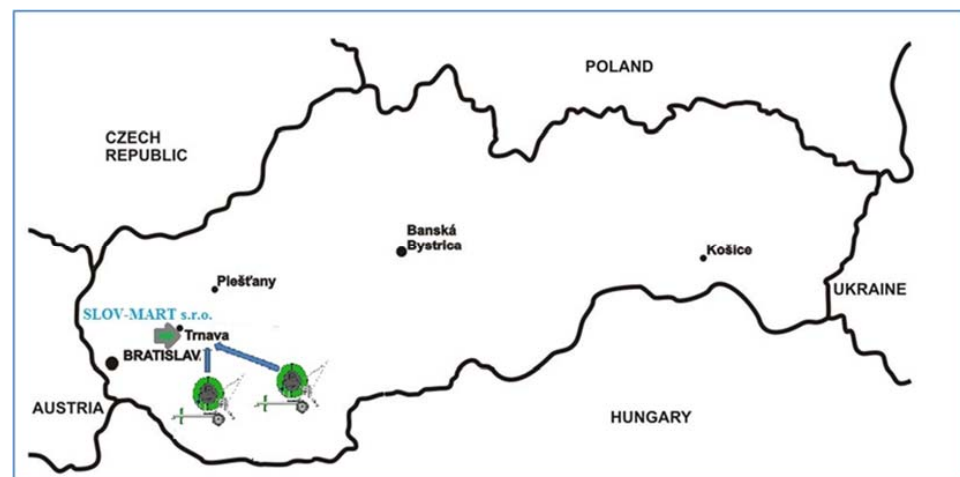 POLAND
CZECH
REPUBLIC
Banská
Bystrica
Košice
Piešťany
UKRAINE
SLOV-MART s.r.o.
Trnava
BRATISLAV
AUSTRIA
HUNGARY